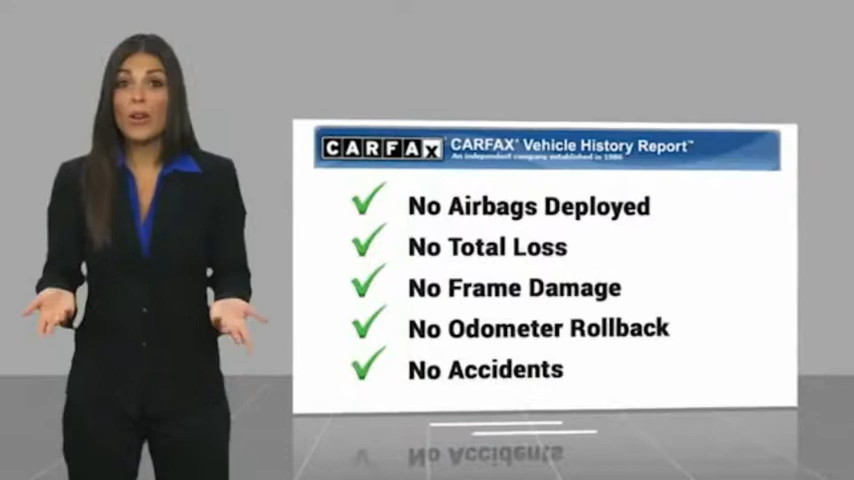 CARFAX CARFAX® Vehicle History Report™
An independent company established in 1986
No Airbags Deployed
No Total Loss
No Frame Damage
No Odometer Rollback
No Accidents
No Accidents